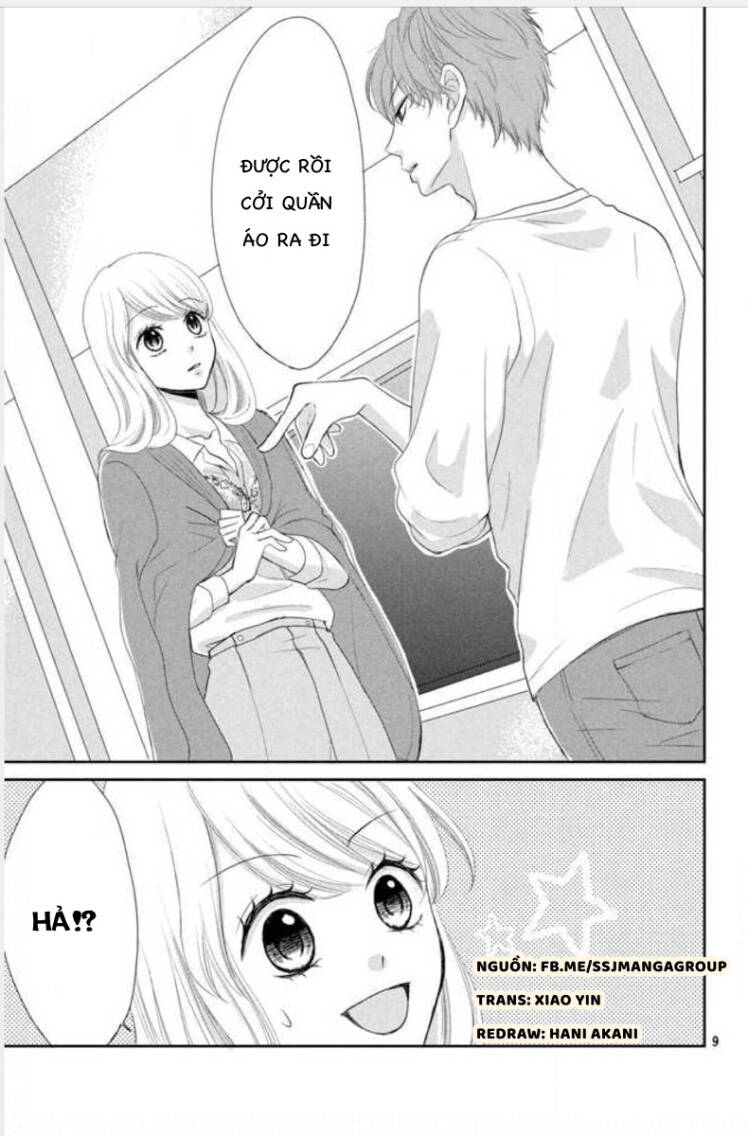 ĐƯỢC RỒI
CỞI QUẦN
ÁO RA ĐI
HẢ!?
NGUỒN: FB.ME/SSJMANGAGROUP
TRANS: XIAO YIN
REDRAW: HANI AKANI
9